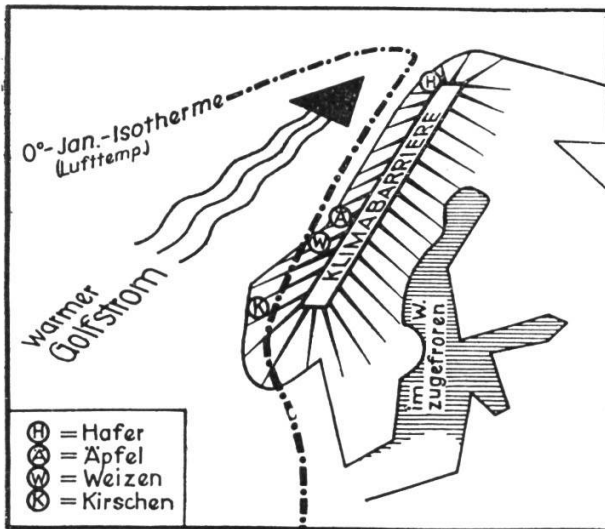 0°-Jan.-Isotherme
(Lufttemp.)
H
KLIMABARRIERE
Ä
W
K
warmer
Golfstrom
im W.
zugefroren
H = Hafer
Ä = Äpfel
W = Weizen
K = Kirschen